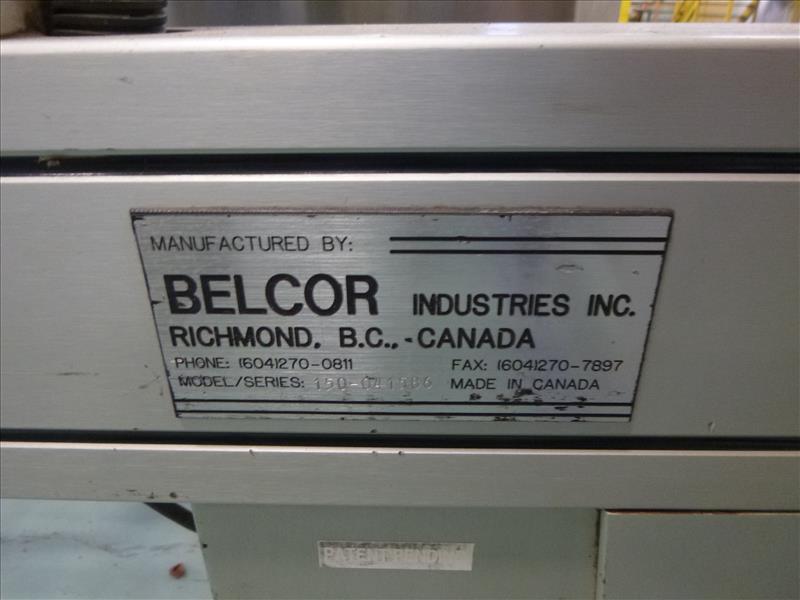 MANUFACTURED BY:
BELCOR INDUSTRIES INC.
RICHMOND, B.C., - CANADA
PHONE: (604)270-0811 FAX: (604)270-7897
MODEL/SERIES: MADE IN CANADA
PATENT PENDING